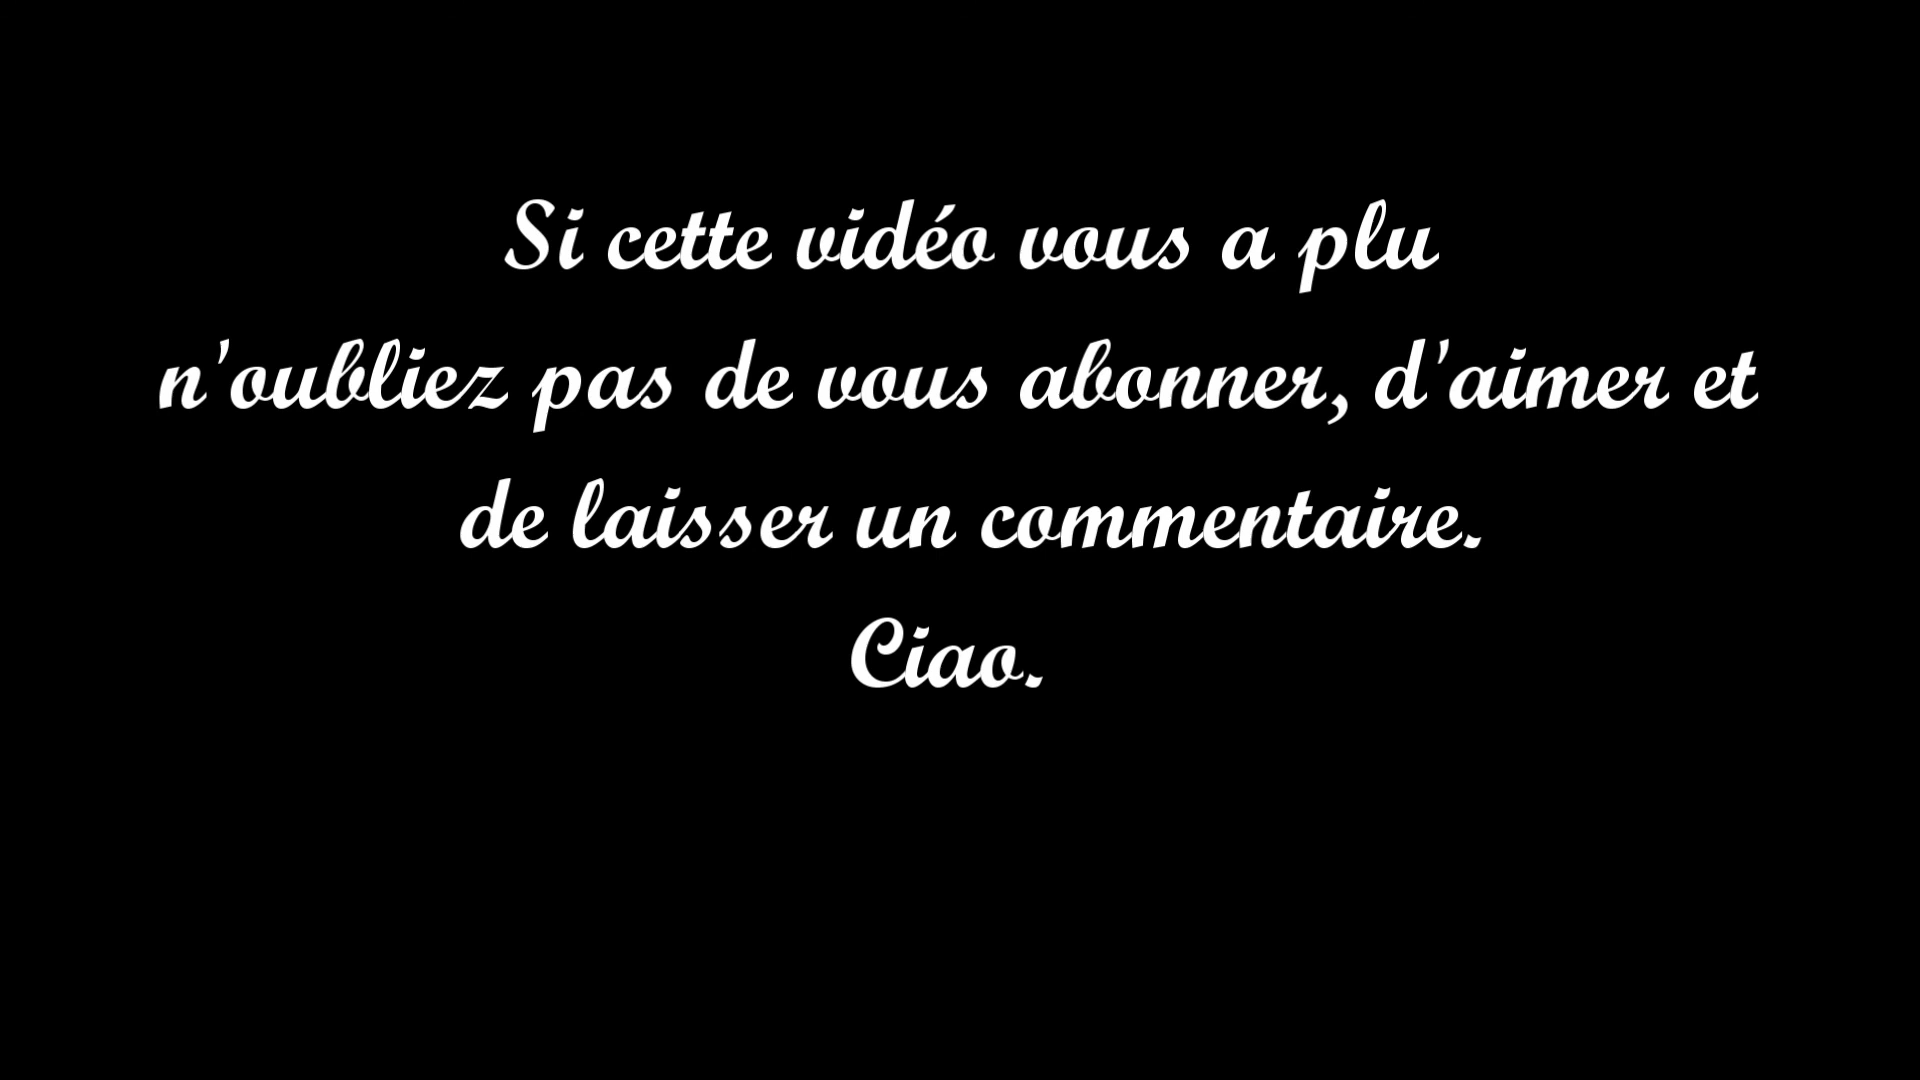 Si cette vidéo vous a plu
n'oubliez pas de vous abonner, d'aimer et
de laisser un commentaire.
Ciao.